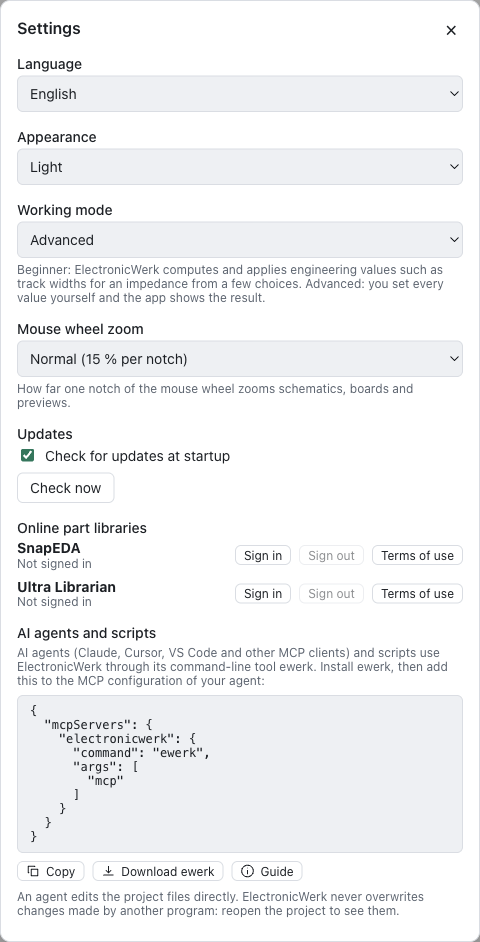 Settings
Language
English
Appearance
Light
Working mode
Advanced
Beginner: ElectronicWerk computes and applies engineering values such as
track widths for an impedance from a few choices. Advanced: you set every
value yourself and the app shows the result.
Mouse wheel zoom
Normal (15 % per notch)
How far one notch of the mouse wheel zooms schematics, boards and
previews.
Updates
Check for updates at startup
Check now
Online part libraries
SnapEDA
Not signed in
Sign in Sign out Terms of use
Ultra Librarian
Not signed in
Sign in Sign out Terms of use
AI agents and scripts
AI agents (Claude, Cursor, VS Code and other MCP clients) and scripts use
ElectronicWerk through its command-line tool ewerk. Install ewerk, then add
this to the MCP configuration of your agent:
{
  "mcpServers": {
    "electronicwerk": {
      "command": "ewerk",
      "args": [
        "mcp"
      ]
    }
  }
}
Copy Download ewerk Guide
An agent edits the project files directly. ElectronicWerk never overwrites
changes made by another program: reopen the project to see them.